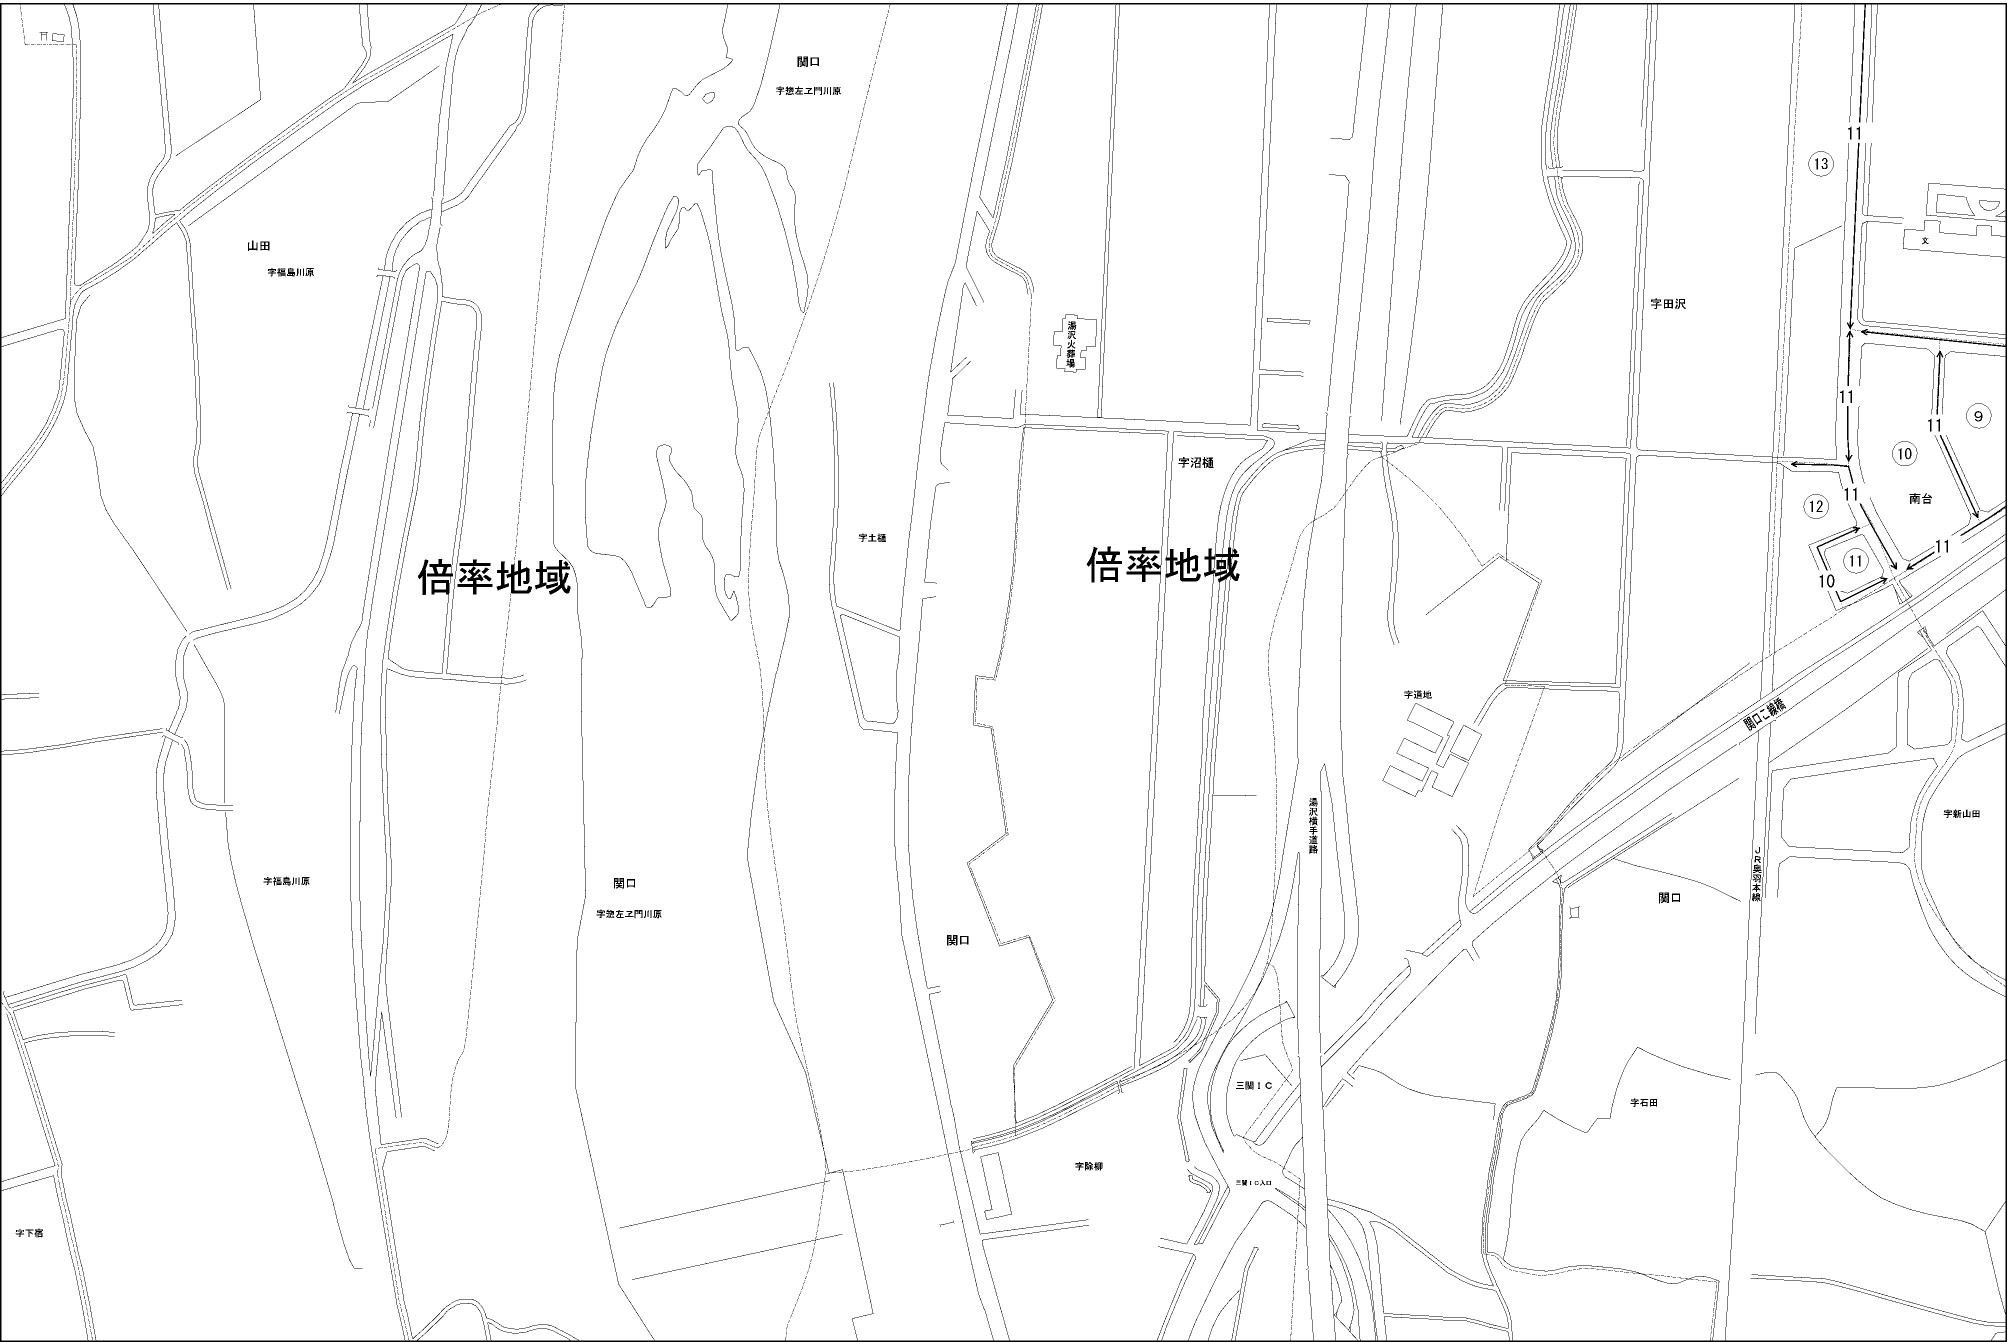 関口
字惣左ヱ門川原
11
13
山田
字福島川原
文
字田沢
湯沢火葬場
11
9
11
10
字沼樋
11
12
南台
字土樋
倍率地域
倍率地域
11
11
10
字道地
関口こ線橋
湯沢横手道路
字新山田
JR奥羽本線
字福島川原
関口
関口
字惣左ヱ門川原
関口
三関IC
字石田
字除柳
三関IC入口
字下宿